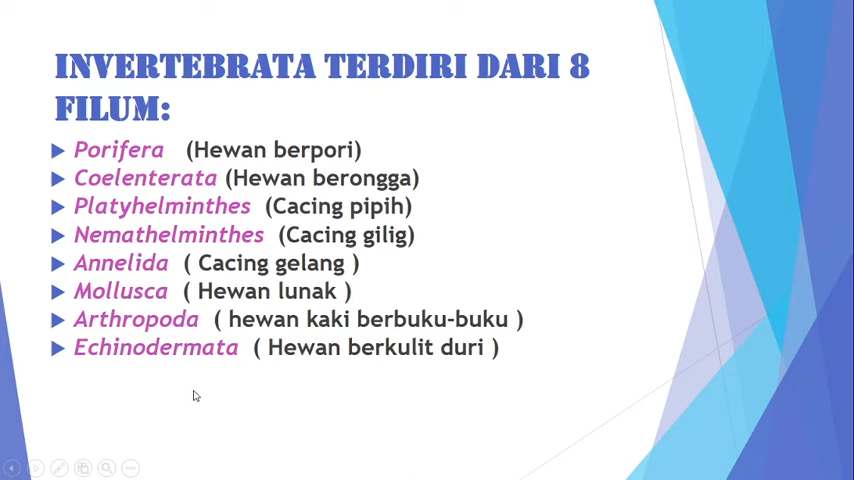 INVERTEBRATA TERDIRI DARI 8
FILUM:
Porifera (Hewan berpori)
Coelenterata (Hewan berongga)
Platyhelminthes (Cacing pipih)
Nemathelminthes (Cacing gilig)
Annelida ( Cacing gelang )
Mollusca ( Hewan lunak )
Arthropoda ( hewan kaki berbuku-buku )
Echinodermata ( Hewan berkulit duri )